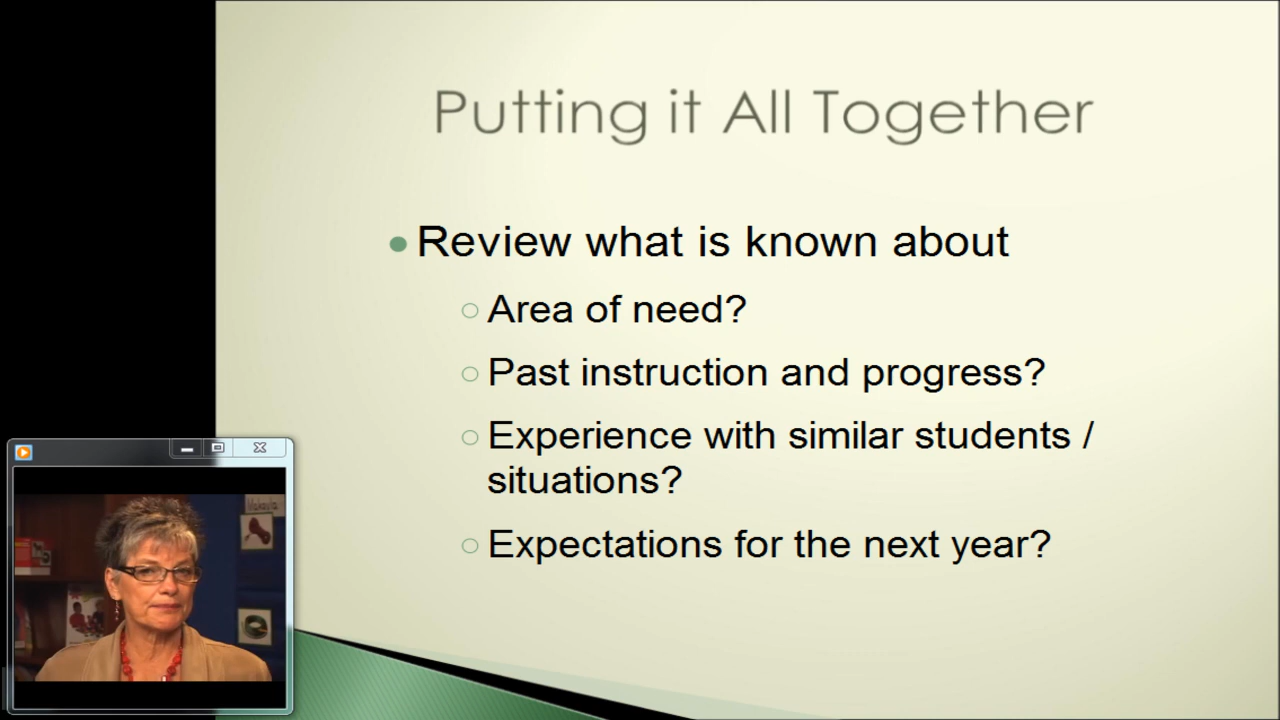 Putting it All Together
Review what is known about
Area of need?
Past instruction and progress?
Experience with similar students /
situations?
Expectations for the next year?
Makayla